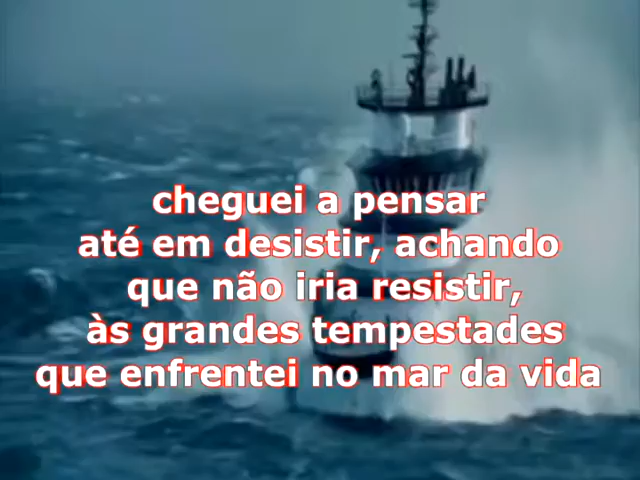 cheguei a pensar
até em desistir, achando
que não iria resistir,
às grandes tempestades
que enfrentei no mar da vida